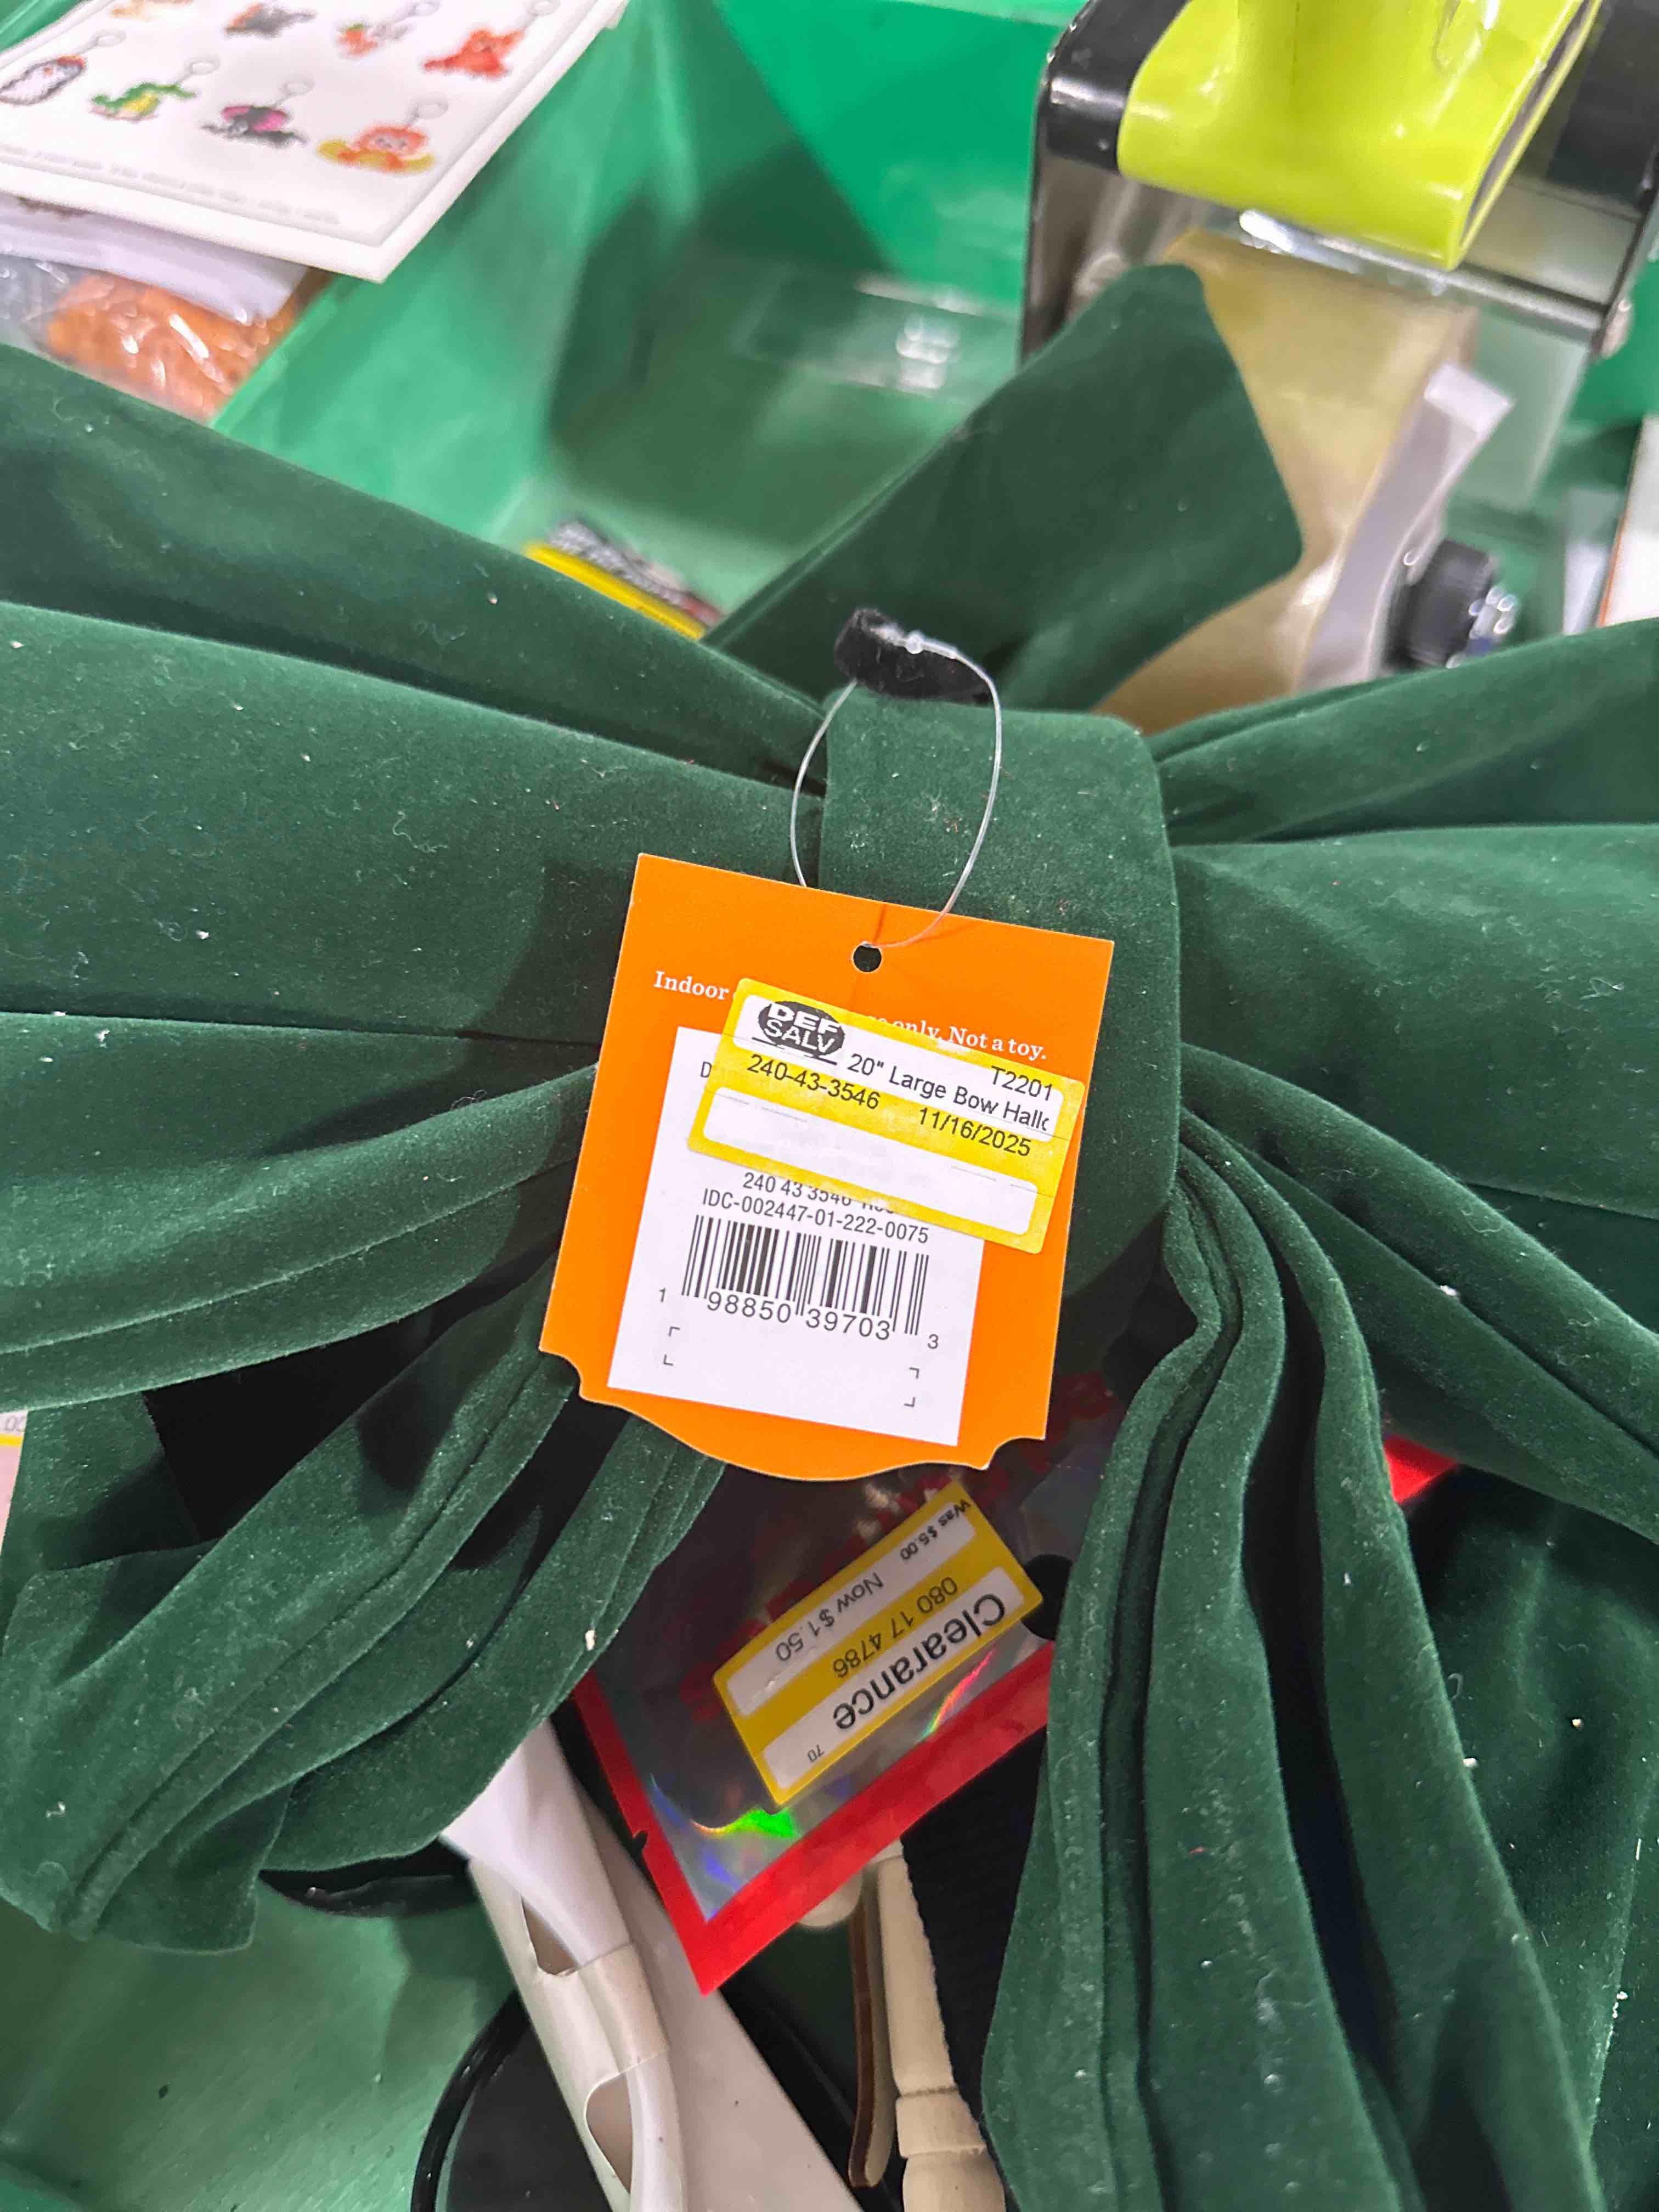 Indoor
only. Not a toy.
DEF
SALV
T2201
20" Large Bow Hallc
240-43-3546
11/16/2025
D
240 43 3546
IDC-002447-01-222-0075
1 98850 39703 3
Clearance
70
080 17 4786
Now $1.50
Was $5.00